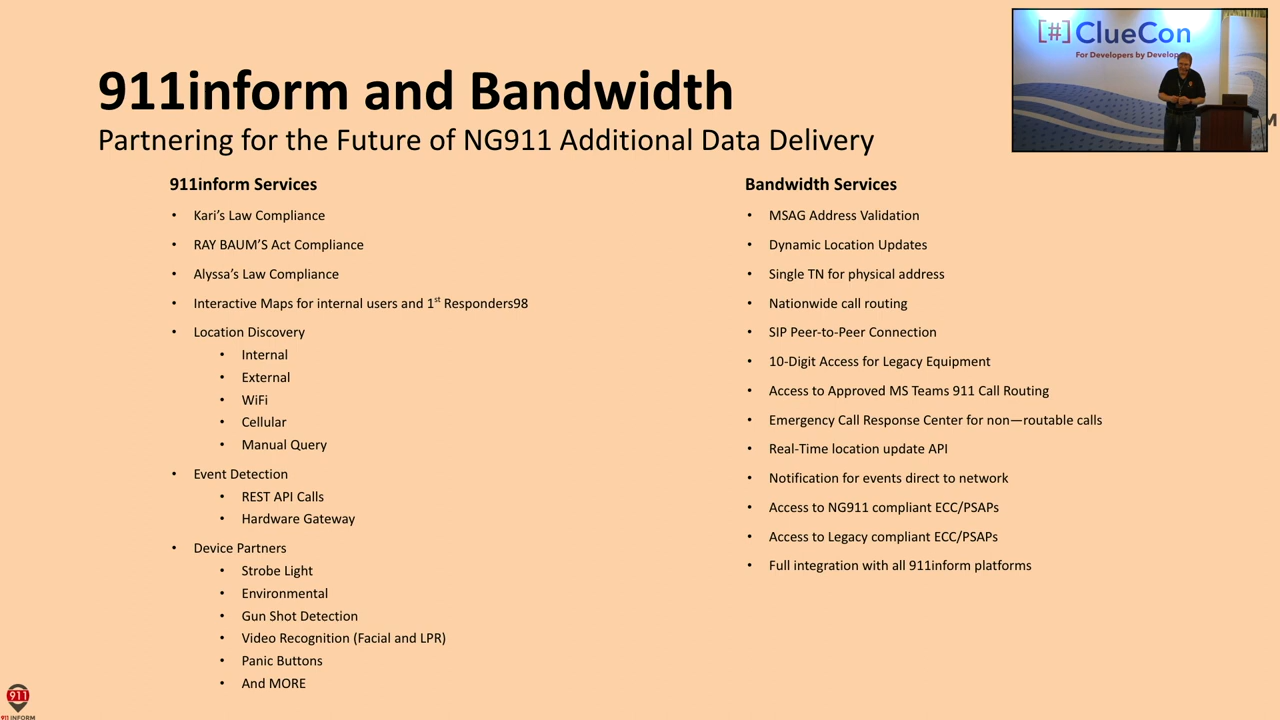 911inform and Bandwidth
Partnering for the Future of NG911 Additional Data Delivery
911inform Services
• Kari’s Law Compliance
• RAY BAUM’S Act Compliance
• Alyssa’s Law Compliance
• Interactive Maps for internal users and 1st Responders98
• Location Discovery
• Internal
• External
• WiFi
• Cellular
• Manual Query
• Event Detection
• REST API Calls
• Hardware Gateway
• Device Partners
• Strobe Light
• Environmental
• Gun Shot Detection
• Video Recognition (Facial and LPR)
• Panic Buttons
• And MORE
Bandwidth Services
• MSAG Address Validation
• Dynamic Location Updates
• Single TN for physical address
• Nationwide call routing
• SIP Peer-to-Peer Connection
• 10-Digit Access for Legacy Equipment
• Access to Approved MS Teams 911 Call Routing
• Emergency Call Response Center for non—routable calls
• Real-Time location update API
• Notification for events direct to network
• Access to NG911 compliant ECC/PSAPs
• Access to Legacy compliant ECC/PSAPs
• Full integration with all 911inform platforms
[#] ClueCon
For Developers by Develop
M
911
911 INFORM